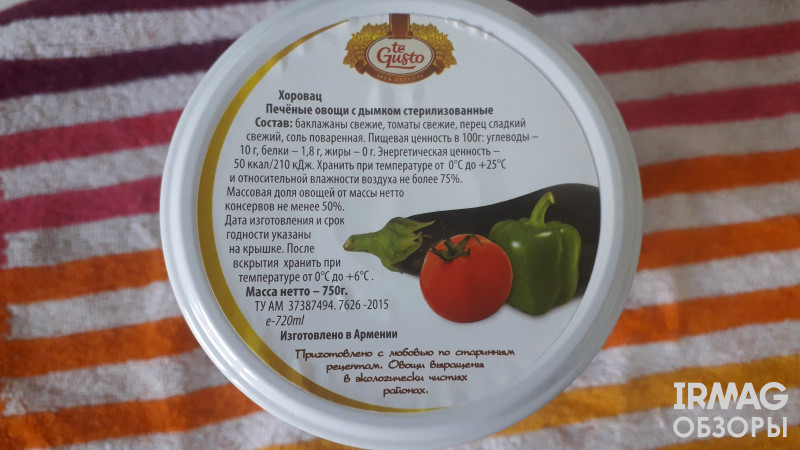 te
Gusto
Хоровац
Печёные овощи с дымком стерилизованные
Состав: баклажаны свежие, томаты свежие, перец сладкий
свежий, соль поваренная. Пищевая ценность в 100г: углеводы –
10 г, белки – 1,8 г, жиры – 0 г. Энергетическая ценность –
50 ккал/210 кДж. Хранить при температуре от 0°С до +25°С
и относительной влажности воздуха не более 75%.
Массовая доля овощей от массы нетто
консервов не менее 50%.
Дата изготовления и срок
годности указаны
на крышке. После
вскрытия хранить при
температуре от 0°С до +6°С .
Масса нетто – 750г.
ТУ АМ 37387494. 7626 -2015
е-720ml
Изготовлено в Армении
Приготовлено с любовью по старинным
рецептам. Овощи выращены
в экологически чистых
районах.
IRMAG
ОБЗОРЫ